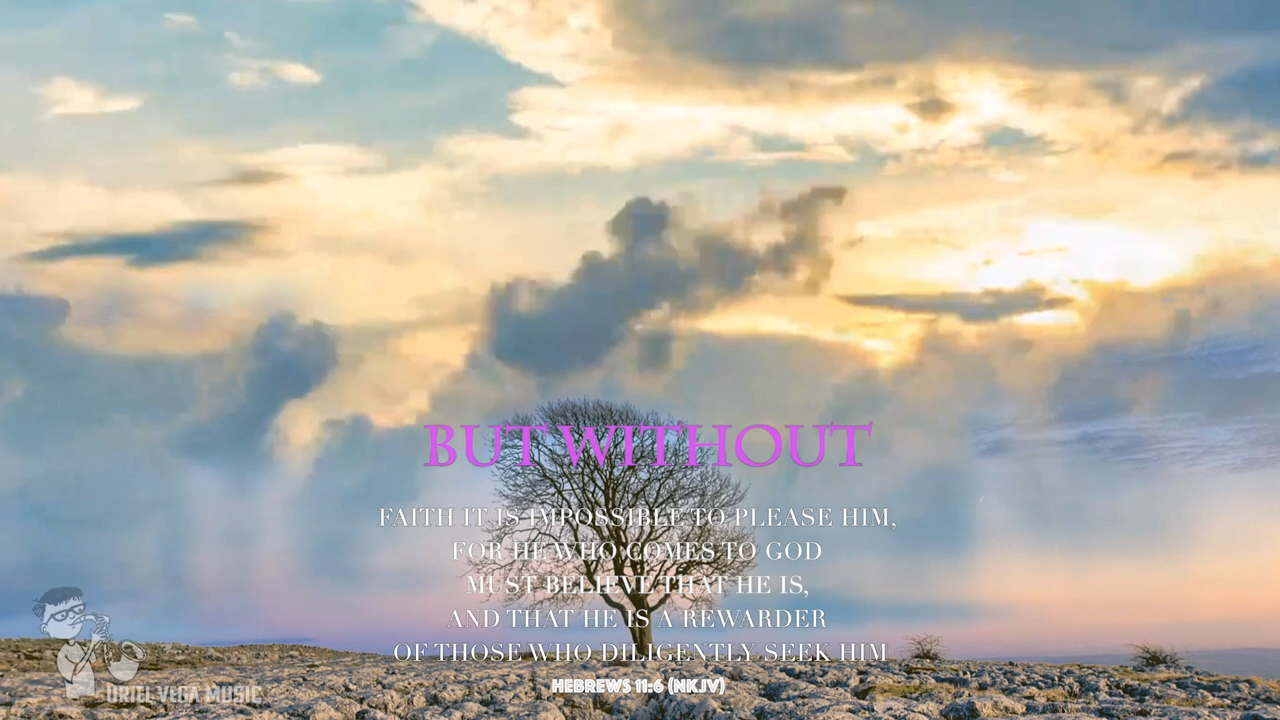 BUT WITHOUT
FAITH IT IS IMPOSSIBLE TO PLEASE HIM,
FOR HE WHO COMES TO GOD
MUST BELIEVE THAT HE IS,
AND THAT HE IS A REWARDER
OF THOSE WHO DILIGENTLY SEEK HIM
HEBREWS 11:6 (NKJV)
ORIEL VEGA MUSIC